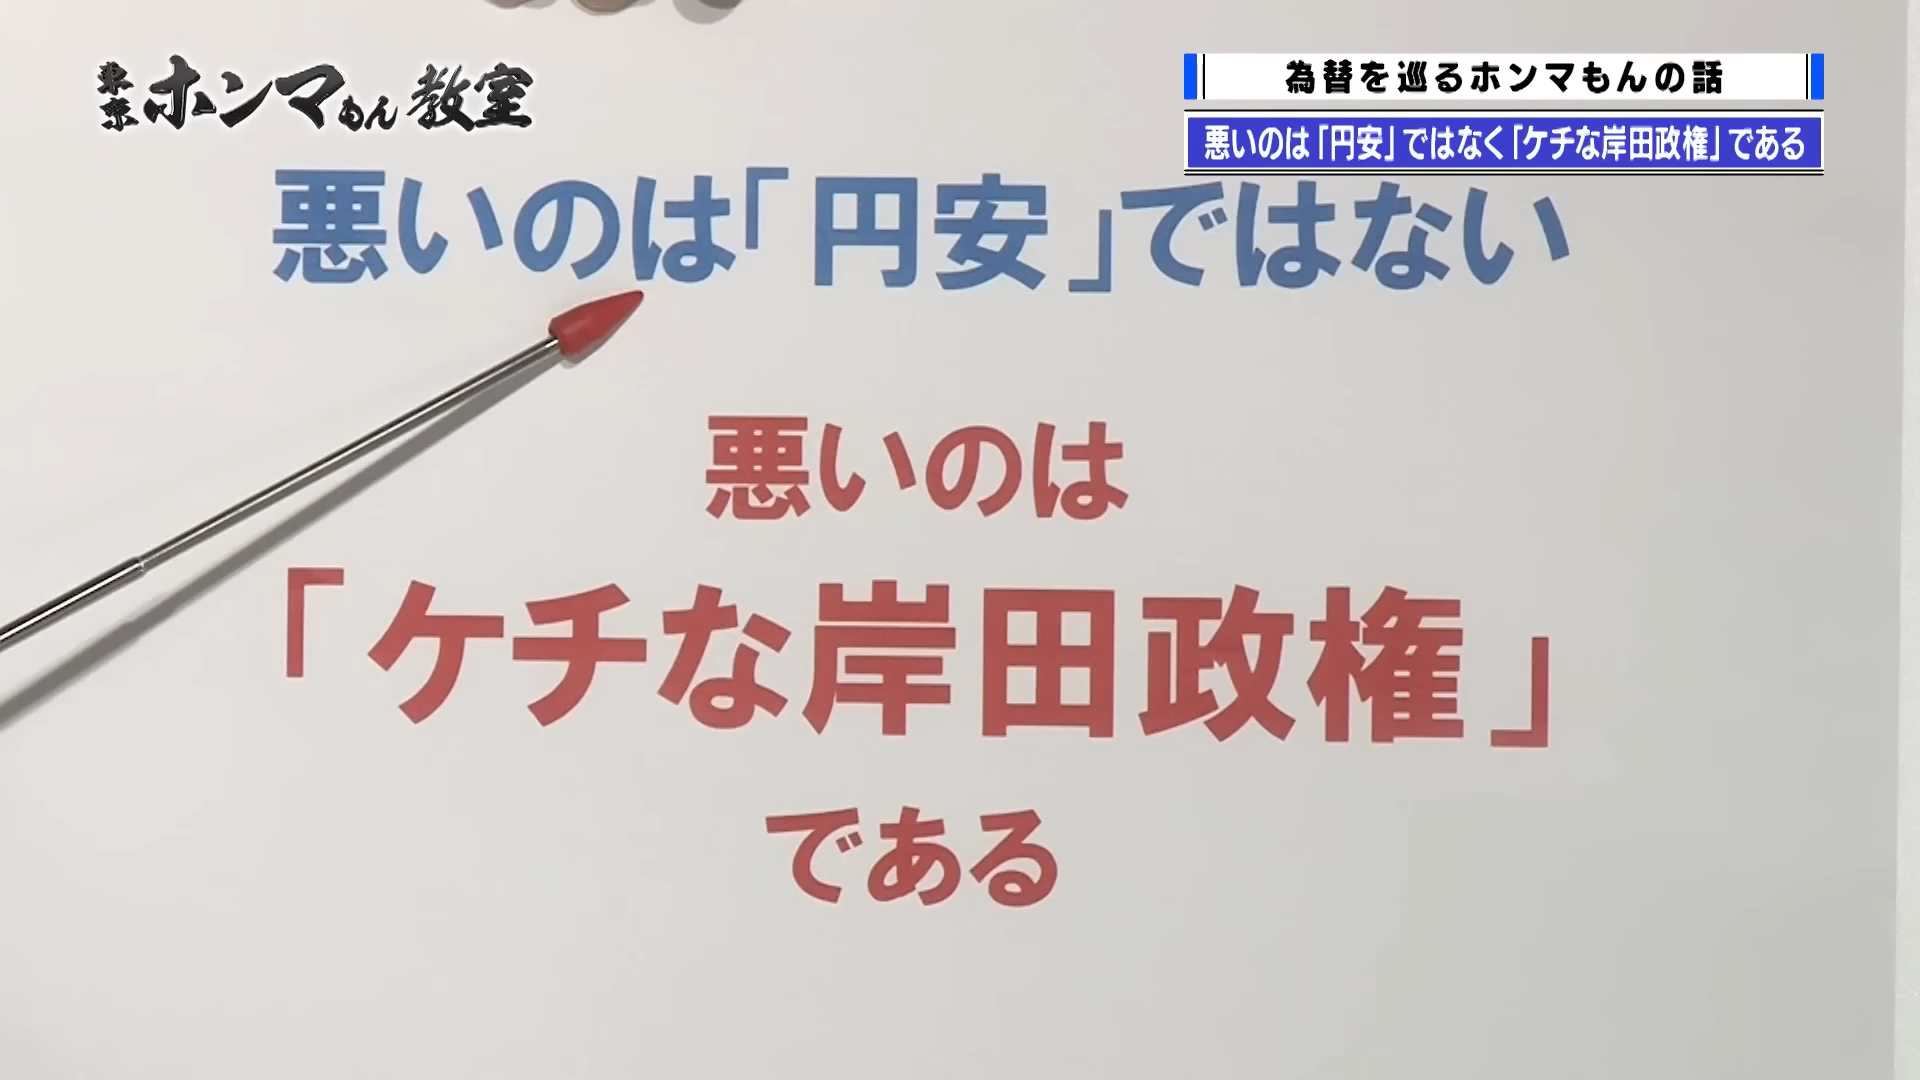 東京ホンマもん教室
為替を巡るホンマもんの話
悪いのは「円安」ではなく「ケチな岸田政権」である
悪いのは「円安」ではない
悪いのは
「ケチな岸田政権」
である